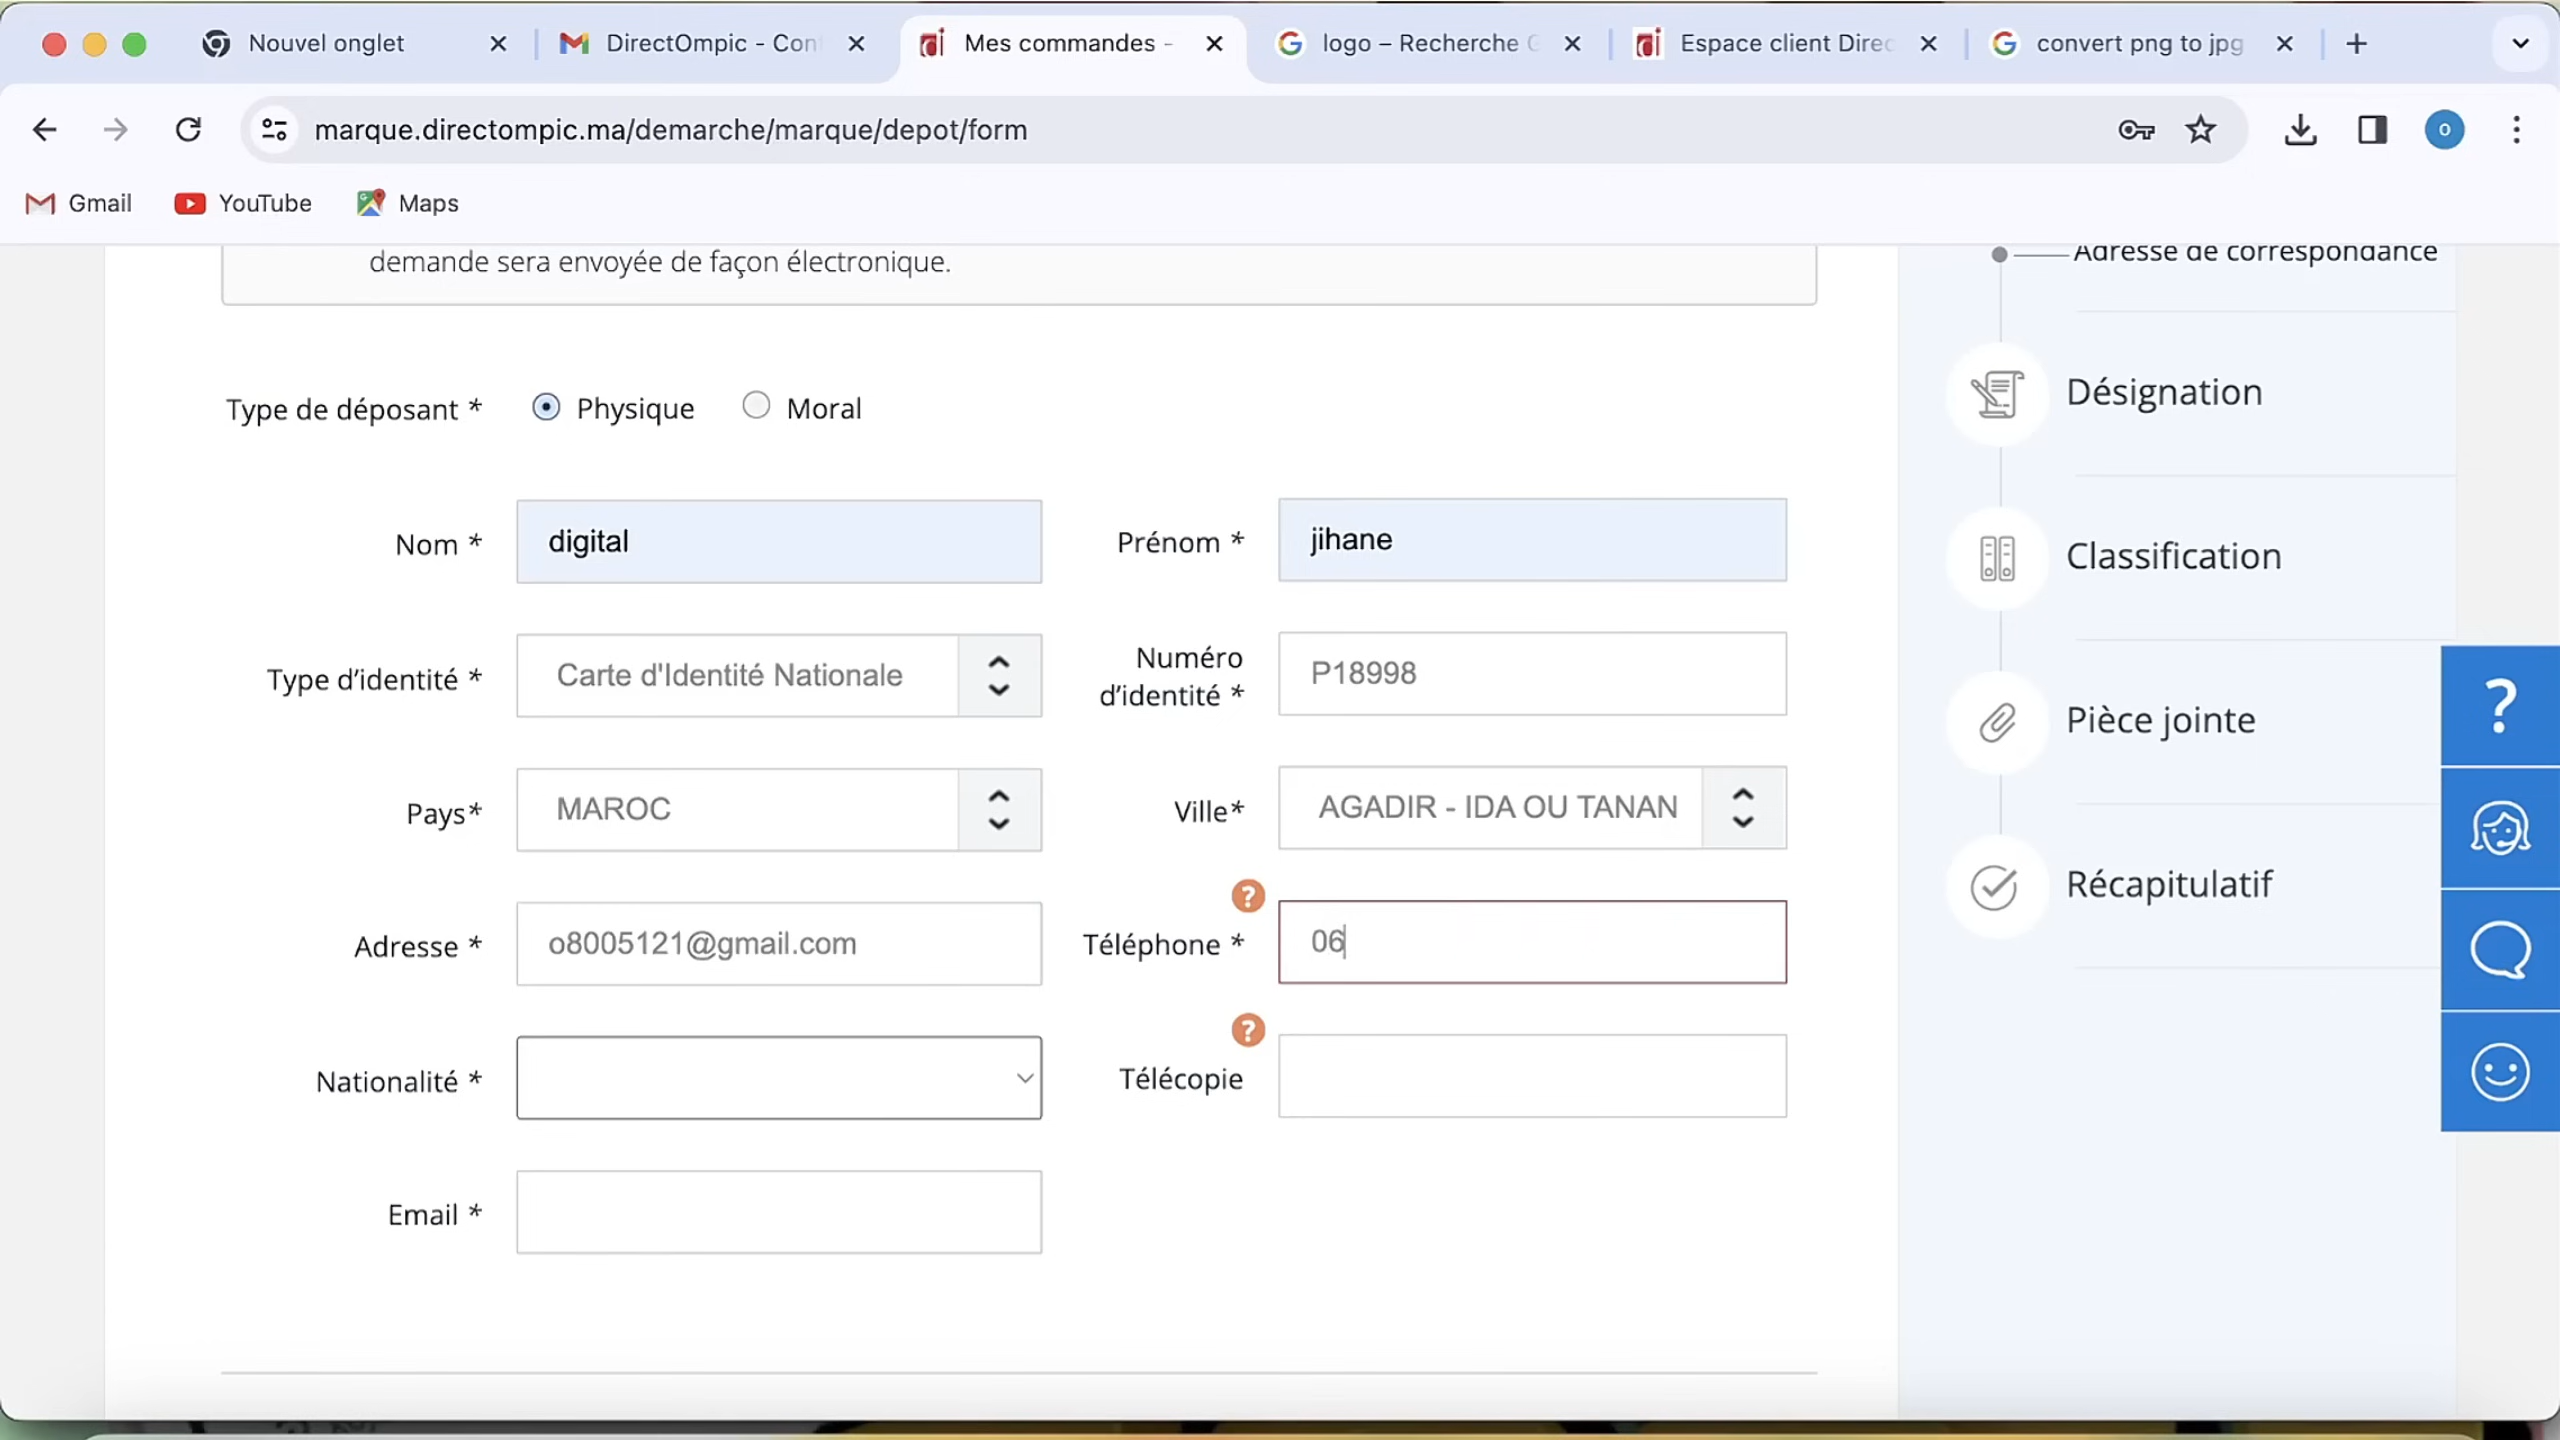 Nouvel onglet
DirectOmpic - Con
Mes commandes -
logo – Recherche G
Espace client Direc
convert png to jpg
marque.directompic.ma/demarche/marque/depot/form
o
Gmail
YouTube
Maps
demande sera envoyée de façon électronique.
Adresse de correspondance
Type de déposant * Physique Moral
Désignation
Nom * digital
Prénom * jihane
Classification
Type d’identité * Carte d'Identité Nationale
Numéro
d’identité * P18998
Pièce jointe
?
Pays* MAROC
Ville* AGADIR - IDA OU TANAN
Récapitulatif
?
Adresse * o8005121@gmail.com
Téléphone * 06
?
Nationalité *
Télécopie
Email *